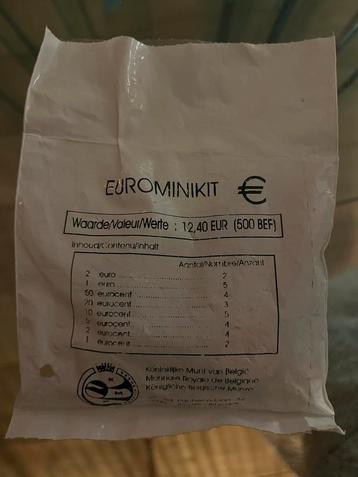 EUROMINIKIT €
Waarde/Valeur/Werte : 12,40 EUR (500 BEF)
Inhoud/Contenu/Inhalt
Aantal/Nombre/Anzahl
2 euro 2
1 euro 5
50 eurocent 4
20 eurocent 3
10 eurocent 5
5 eurocent 4
2 eurocent 4
1 eurocent 2
Koninklijke Munt van België
Monnaie Royale de Belgique
Königliche Belgische Münze